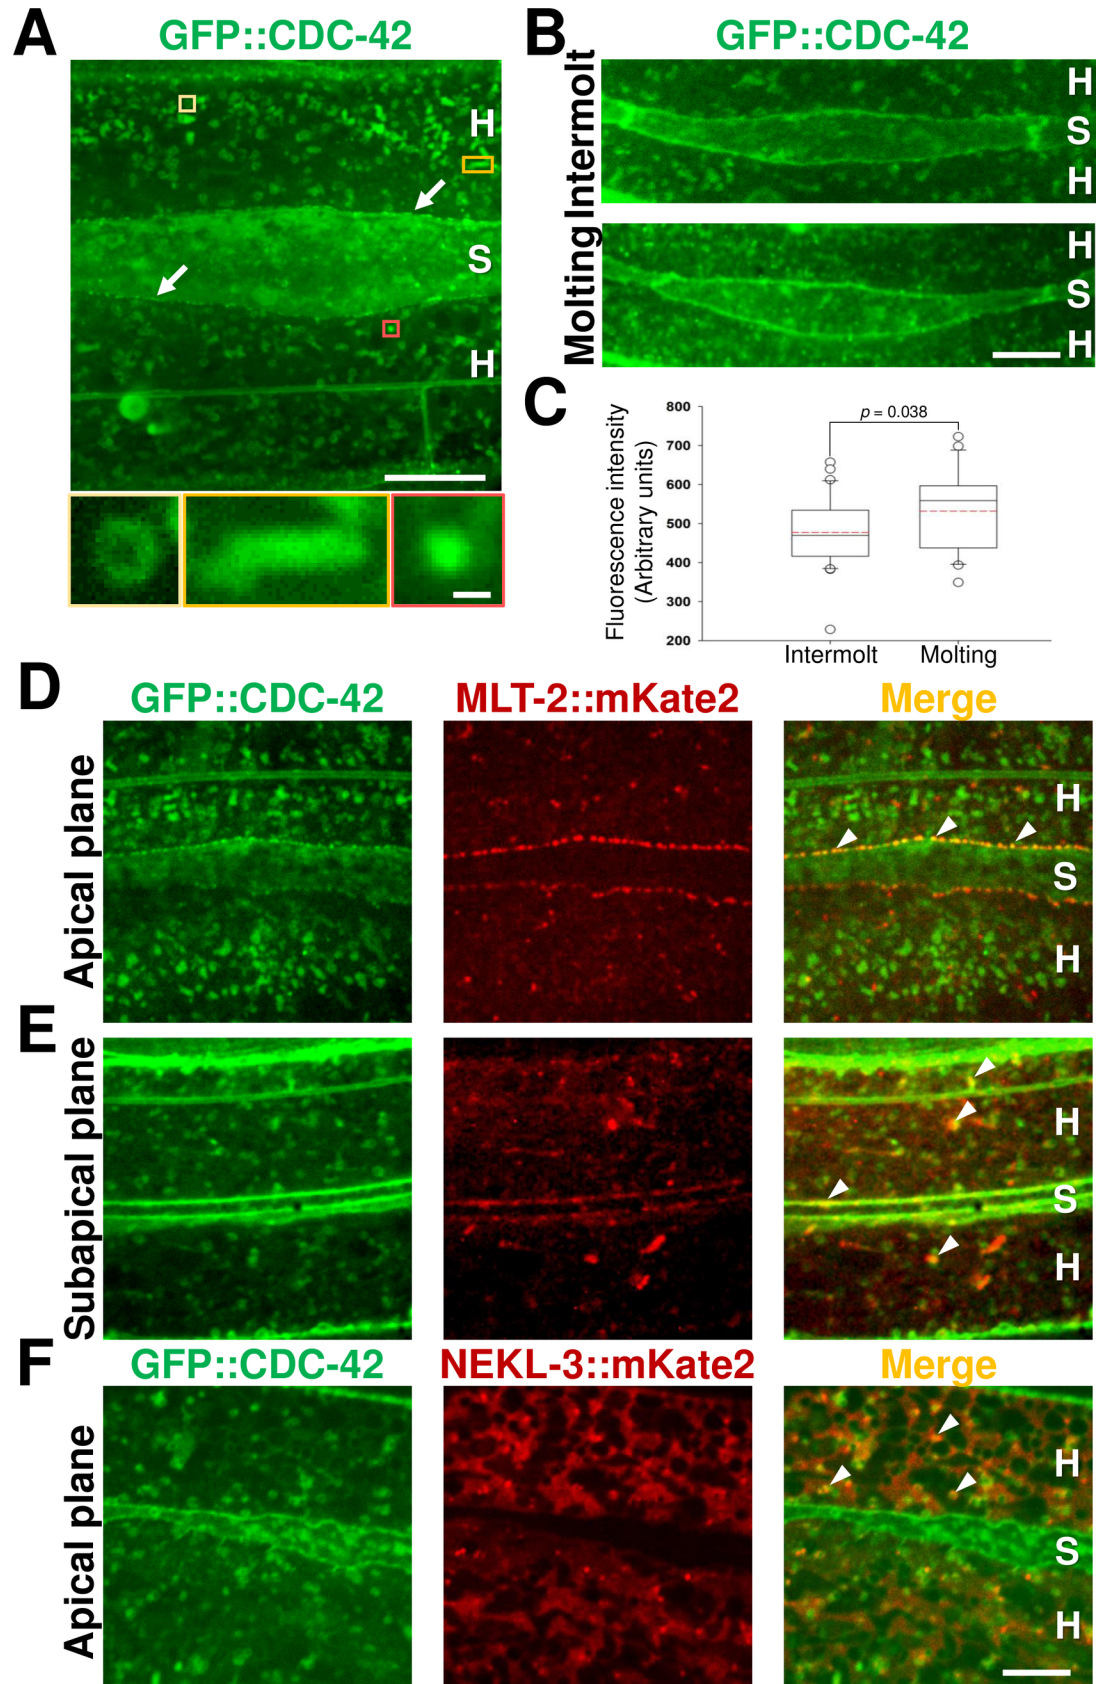 A
GFP::CDC-42
H
S
H
B
GFP::CDC-42
Intermolt
H
S
H
Molting
H
S
H
C
Fluorescence intensity
(Arbitrary units)
800
700
600
500
400
300
200
p = 0.038
Intermolt
Molting
D
GFP::CDC-42
MLT-2::mKate2
Merge
Apical plane
H
S
H
E
Subapical plane
H
S
H
F
GFP::CDC-42
NEKL-3::mKate2
Merge
Apical plane
H
S
H